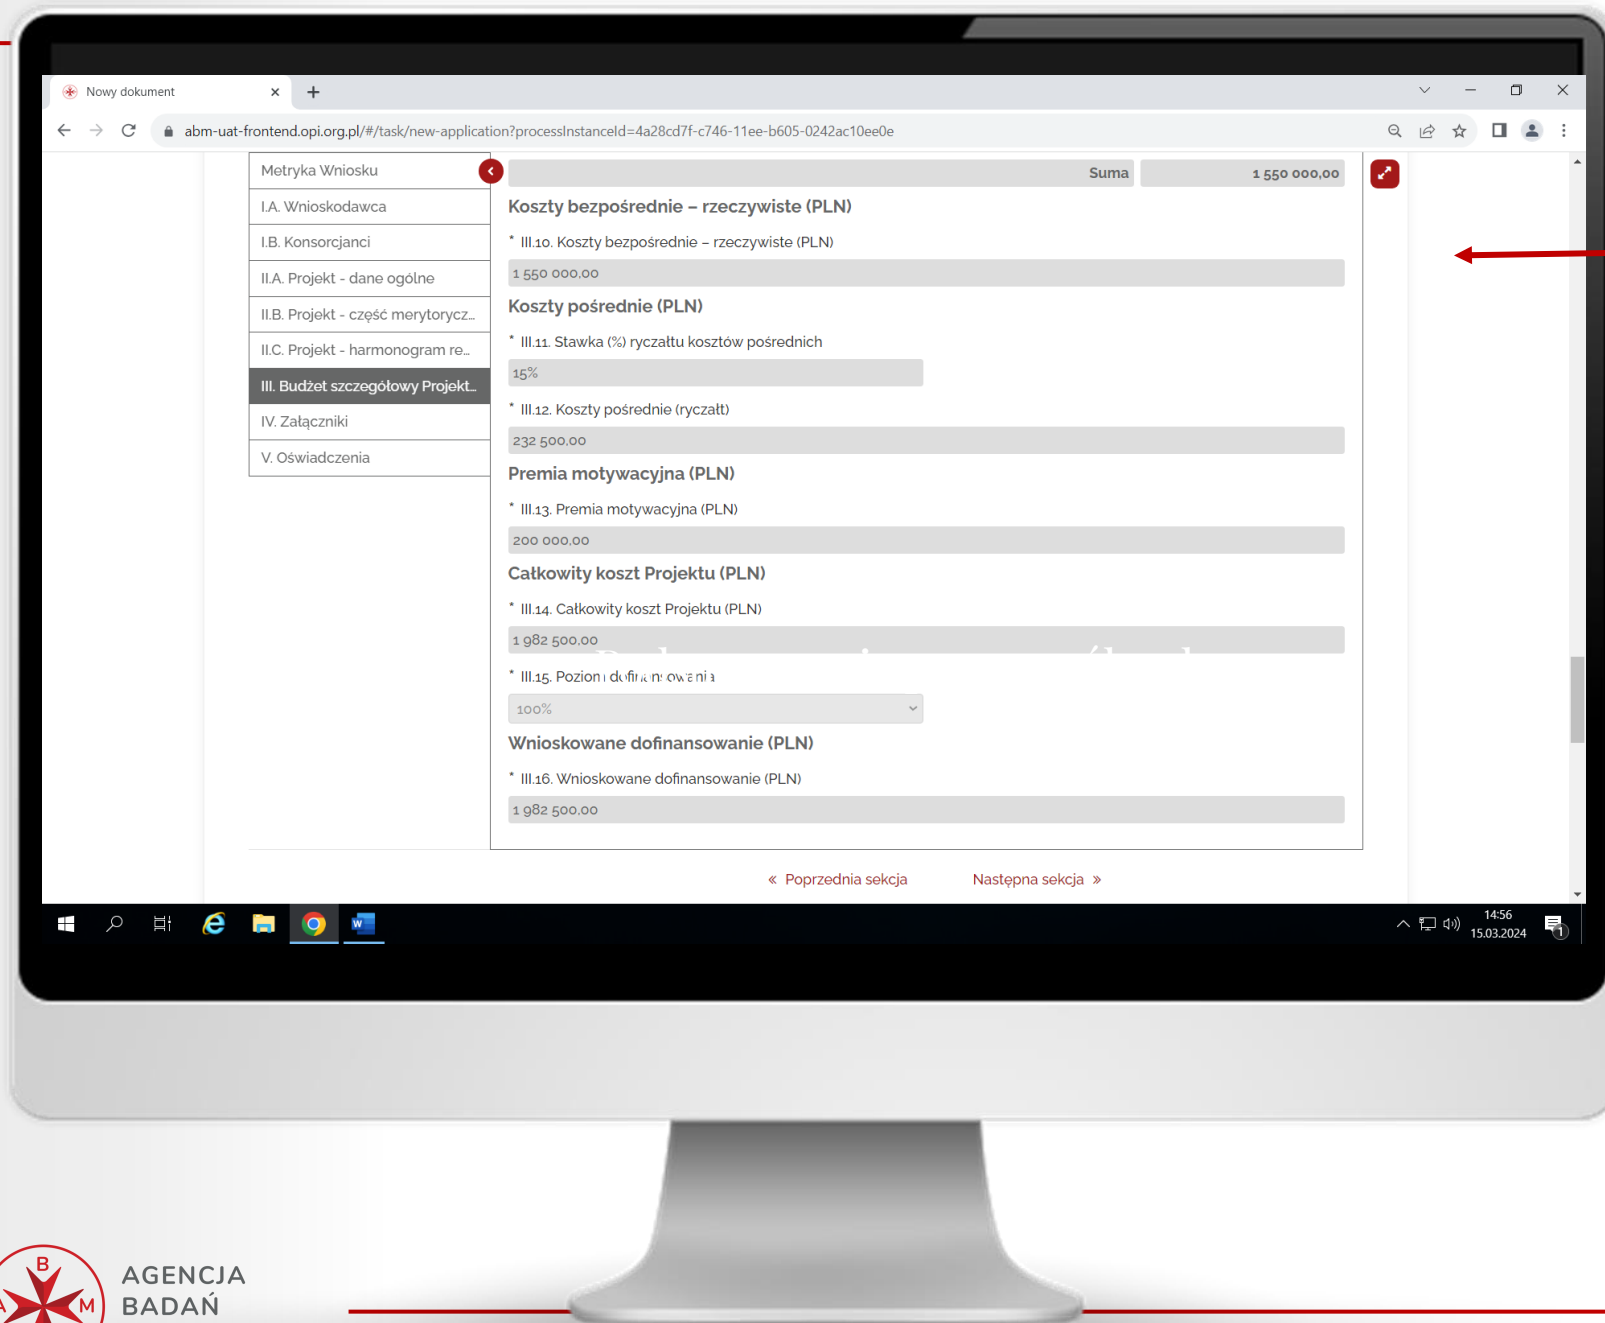 Nowy dokument
abm-uat-frontend.opi.org.pl/#/task/new-application?processInstanceId=4a28cd7f-c746-11ee-b605-0242ac10ee0e
Metryka Wniosku
I.A. Wnioskodawca
I.B. Konsorcjanci
II.A. Projekt - dane ogólne
II.B. Projekt - część merytorycz...
II.C. Projekt - harmonogram re...
III. Budżet szczegółowy Projekt...
IV. Załączniki
V. Oświadczenia
Suma 1 550 000,00
Koszty bezpośrednie – rzeczywiste (PLN)
* III.10. Koszty bezpośrednie – rzeczywiste (PLN)
1 550 000,00
Koszty pośrednie (PLN)
* III.11. Stawka (%) ryczałtu kosztów pośrednich
15%
* III.12. Koszty pośrednie (ryczałt)
232 500,00
Premia motywacyjna (PLN)
* III.13. Premia motywacyjna (PLN)
200 000,00
Całkowity koszt Projektu (PLN)
* III.14. Całkowity koszt Projektu (PLN)
1 982 500,00
* III.15. Poziom dofinansowania
100%
Wnioskowane dofinansowanie (PLN)
* III.16. Wnioskowane dofinansowanie (PLN)
1 982 500,00
« Poprzednia sekcja Następna sekcja »
14:56
15.03.2024
1
B
A M
AGENCJA
BADAŃ